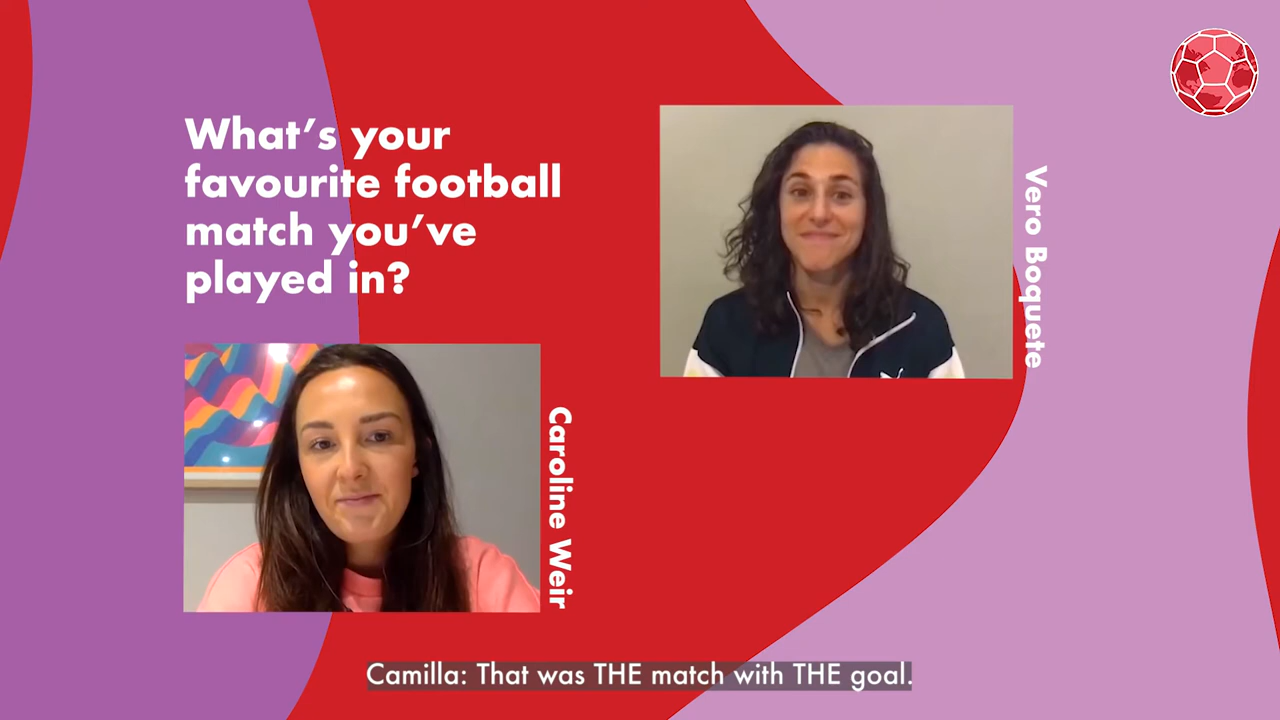 What's your
favourite football
match you've
played in?
Vero Boquete
Caroline Weir
Camilla: That was THE match with THE goal.